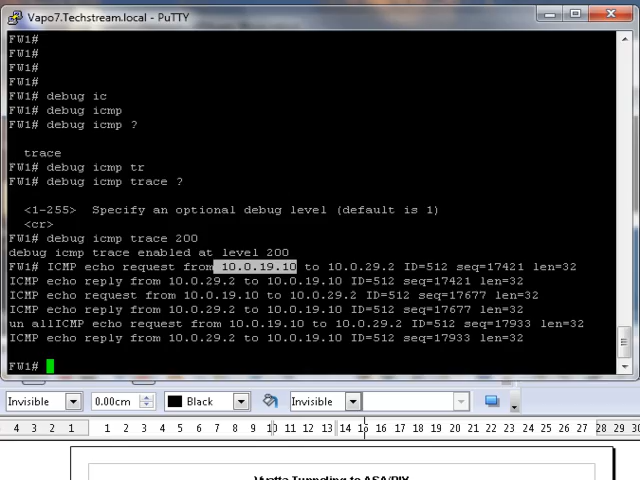 Vapo7.Techstream.local - PuTTY
FW1#
FW1#
FW1#
FW1#
FW1# debug ic
FW1# debug icmp
FW1# debug icmp ?
trace
FW1# debug icmp tr
FW1# debug icmp trace ?
<1-255> Specify an optional debug level (default is 1)
<cr>
FW1# debug icmp trace 200
debug icmp trace enabled at level 200
FW1# ICMP echo request from 10.0.19.10 to 10.0.29.2 ID=512 seq=17421 len=32
ICMP echo reply from 10.0.29.2 to 10.0.19.10 ID=512 seq=17421 len=32
ICMP echo request from 10.0.19.10 to 10.0.29.2 ID=512 seq=17677 len=32
ICMP echo reply from 10.0.29.2 to 10.0.19.10 ID=512 seq=17677 len=32
un allICMP echo request from 10.0.19.10 to 10.0.29.2 ID=512 seq=17933 len=32
ICMP echo reply from 10.0.29.2 to 10.0.19.10 ID=512 seq=17933 len=32
FW1#
Invisible 0.00cm Black Invisible
4 3 2 1 1 2 3 4 5 6 7 8 9 10 11 12 13 14 15 16 17 18 19 20 21 22 23 24 25 26 27 28 29 30
Vyatta Tunneling to ASA/PIX